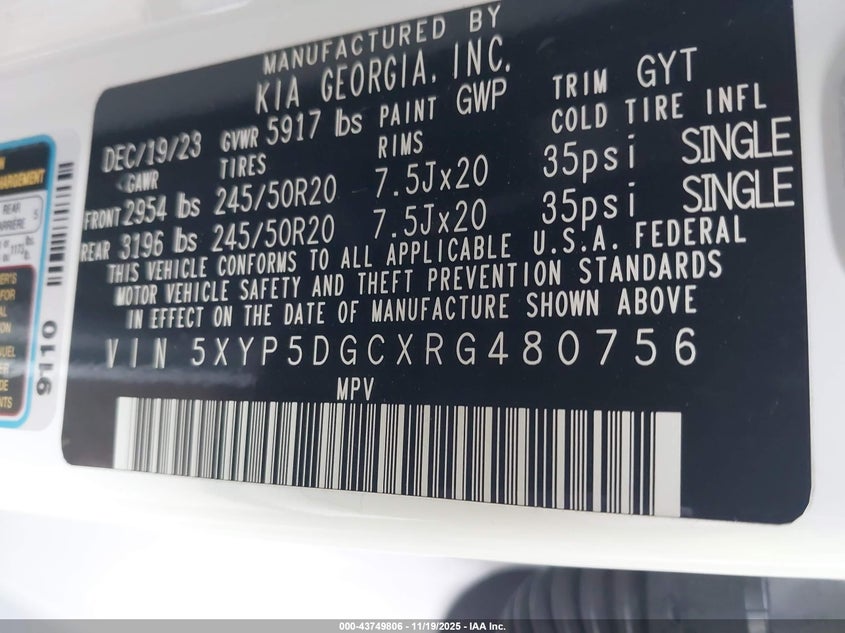 MANUFACTURED BY
KIA GEORGIA, INC.
DEC/19/23 GVWR 5917 lbs PAINT GWP TRIM GYT
GAWR TIRES RIMS COLD TIRE INFL
FRONT 2954 lbs 245/50R20 7.5Jx20 35psi SINGLE
REAR 3196 lbs 245/50R20 7.5Jx20 35psi SINGLE
THIS VEHICLE CONFORMS TO ALL APPLICABLE U.S.A. FEDERAL
MOTOR VEHICLE SAFETY AND THEFT PREVENTION STANDARDS
IN EFFECT ON THE DATE OF MANUFACTURE SHOWN ABOVE
VIN 5XYP5DGCXRG480756
MPV
REAR
5
9110
000-43749806 - 11/19/2025 - IAA Inc.